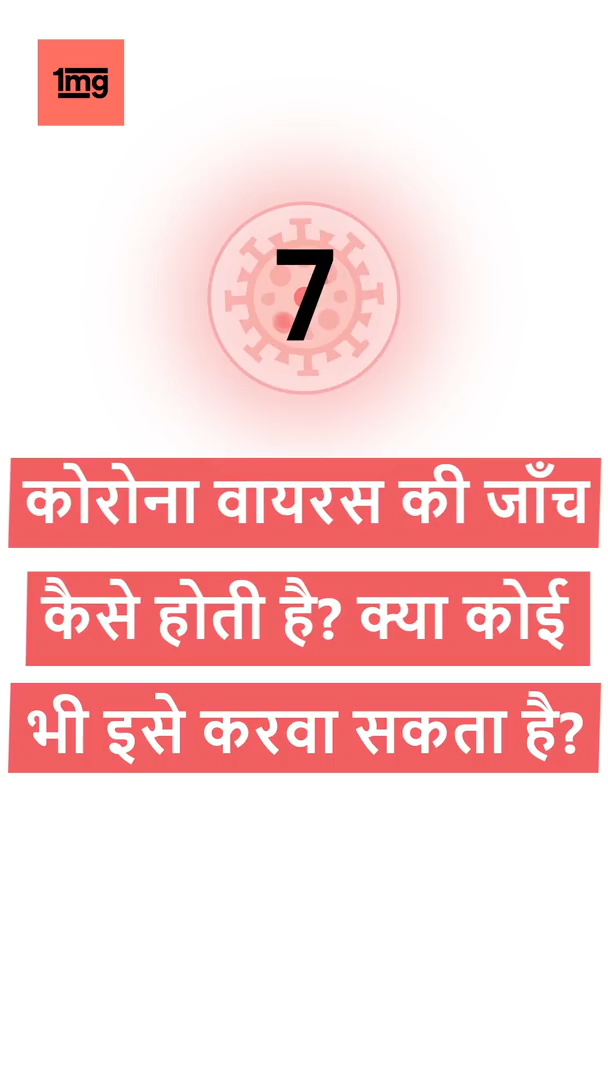 1mg
7
कोरोना वायरस की जाँच
कैसे होती है? क्या कोई
भी इसे करवा सकता है?